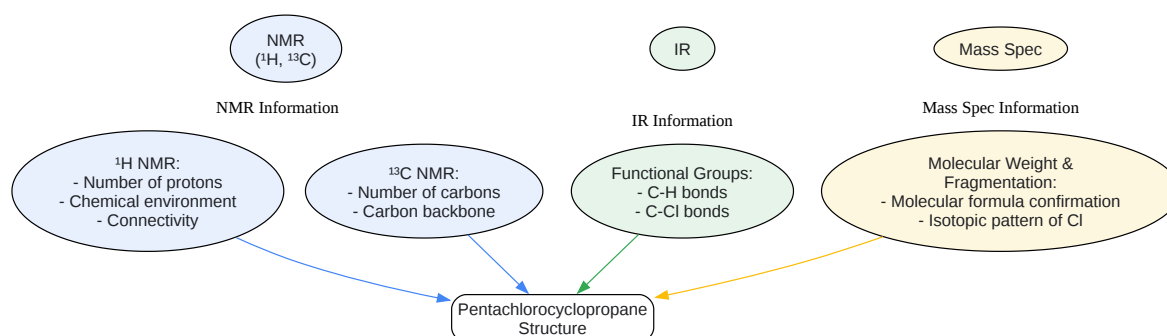 NMR
(¹H, ¹³C)
IR
Mass Spec
NMR Information
IR Information
Mass Spec Information
¹H NMR:
- Number of protons
- Chemical environment
- Connectivity
¹³C NMR:
- Number of carbons
- Carbon backbone
Functional Groups:
- C-H bonds
- C-Cl bonds
Molecular Weight &
Fragmentation:
- Molecular formula confirmation
- Isotopic pattern of Cl
Pentachlorocyclopropane
Structure